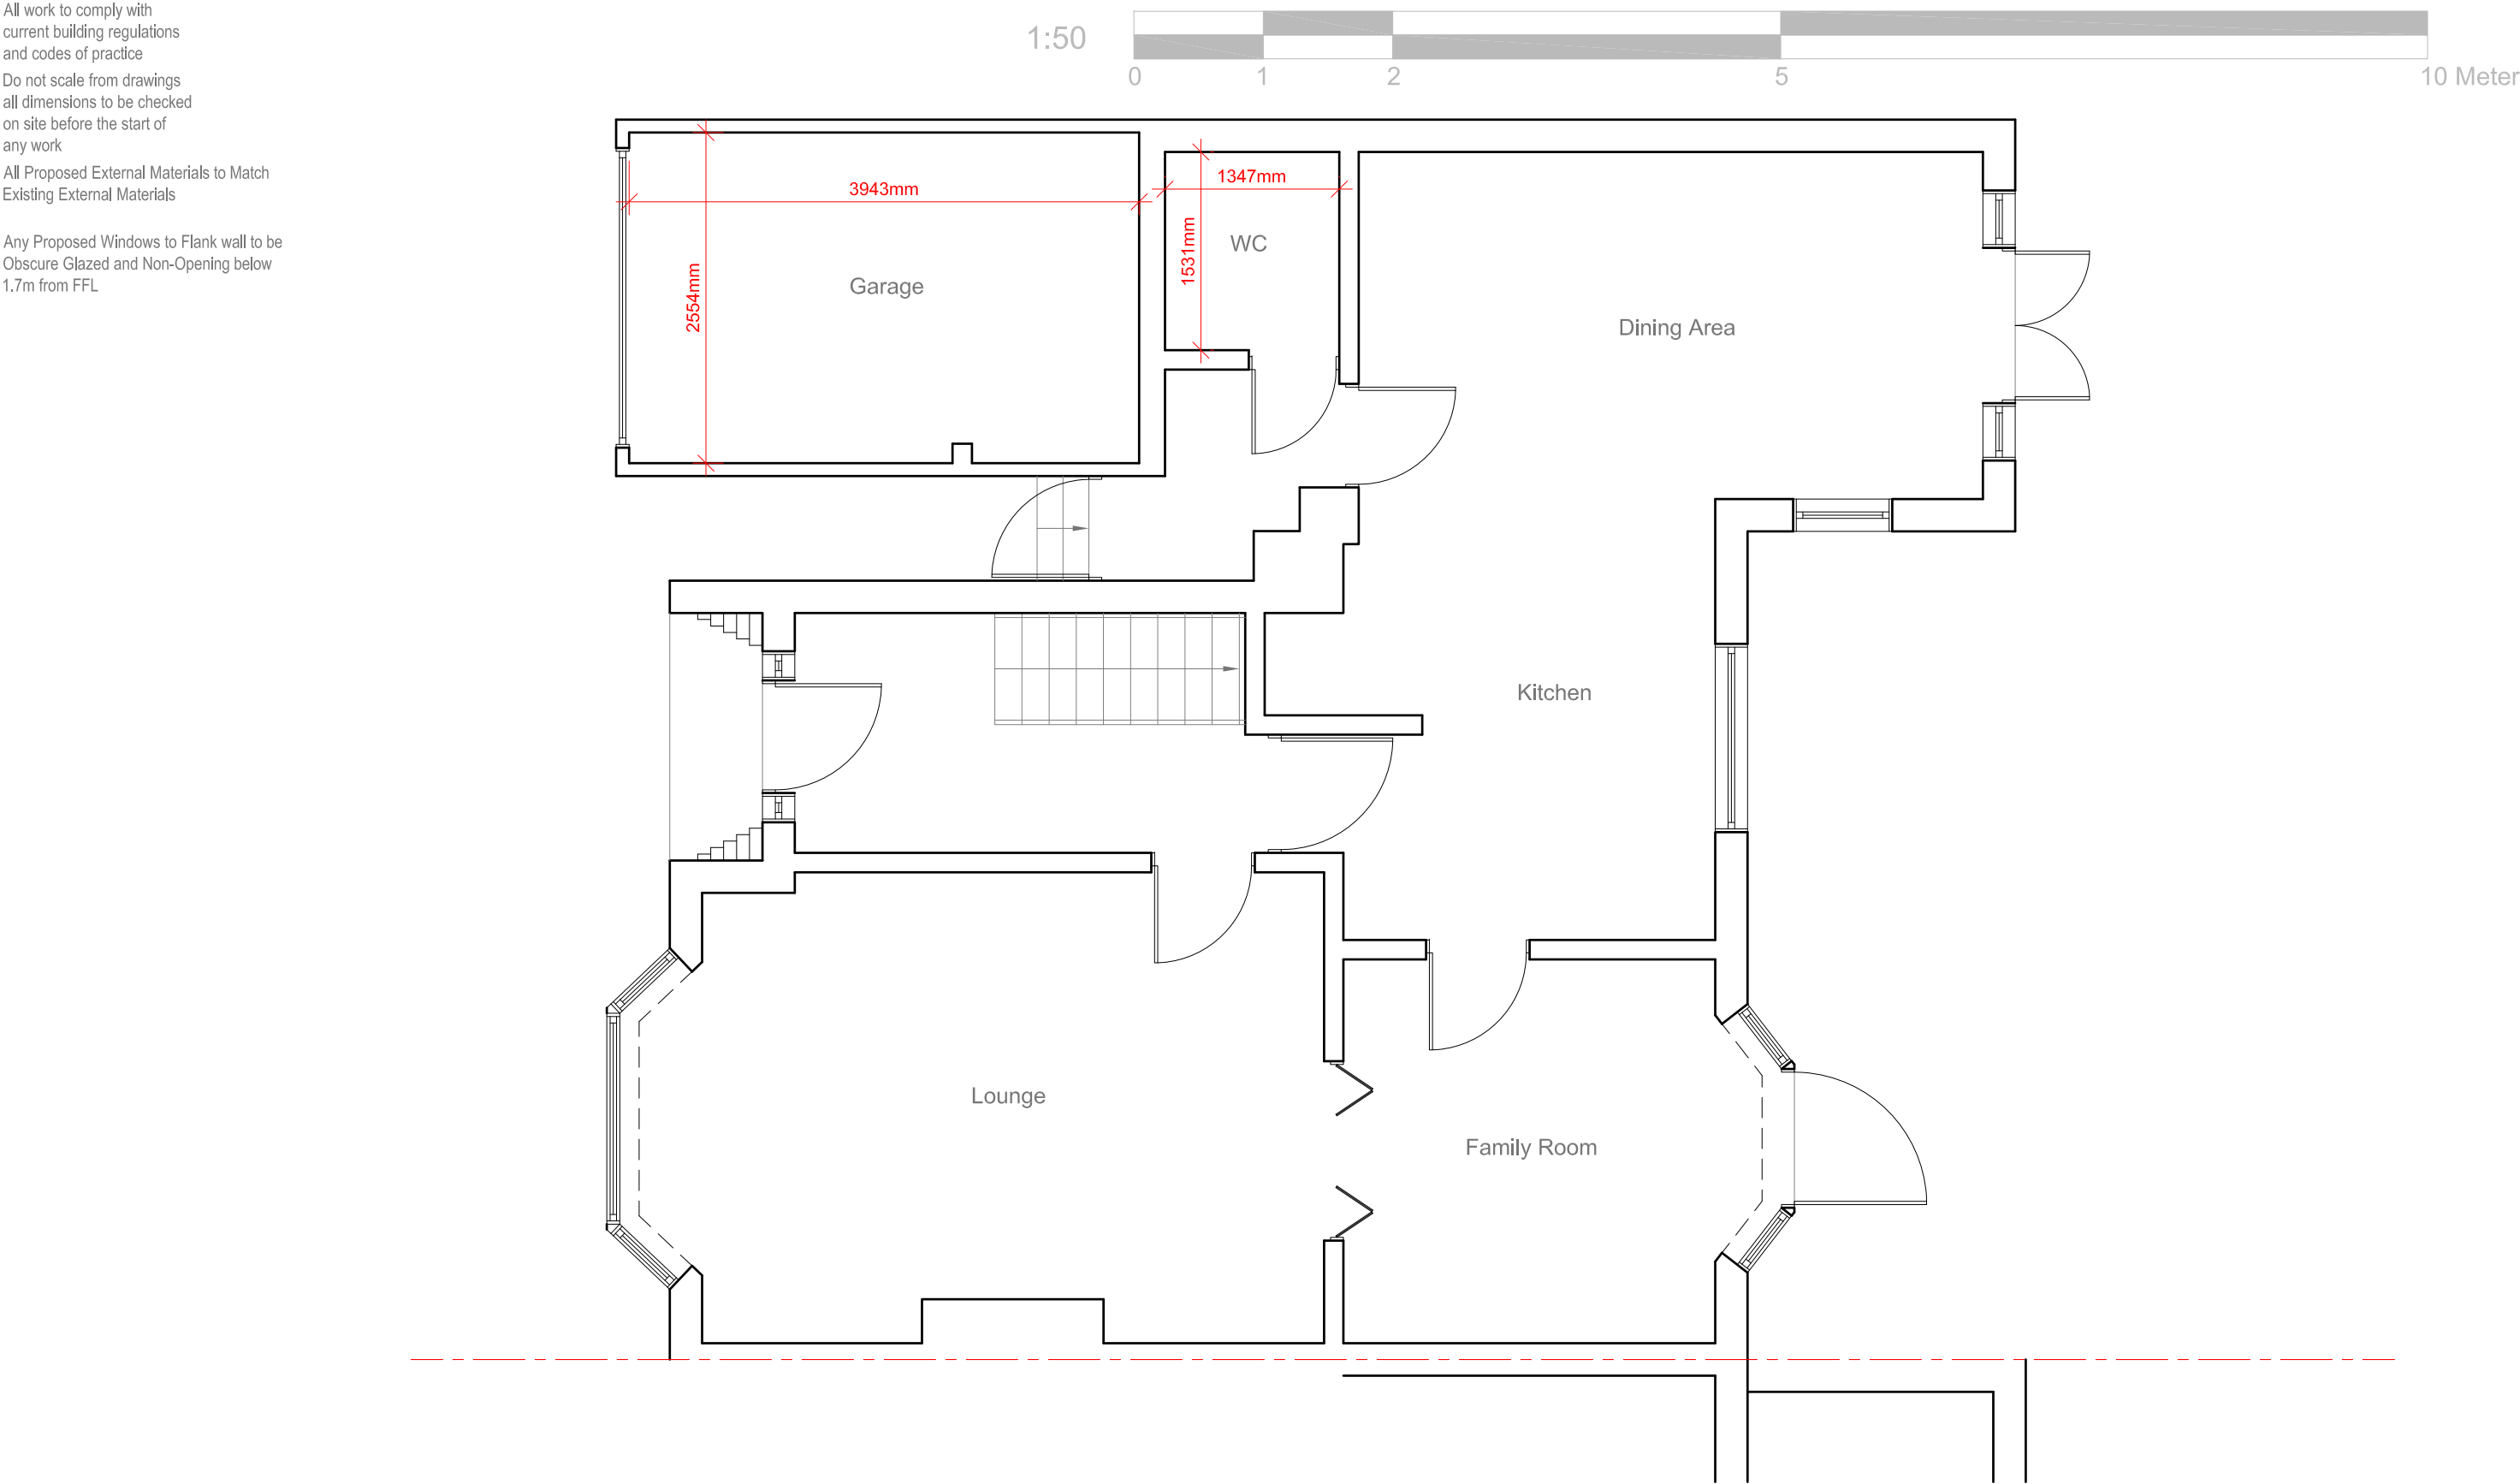 All work to comply with
current building regulations
and codes of practice
Do not scale from drawings
all dimensions to be checked
on site before the start of
any work
All Proposed External Materials to Match
Existing External Materials
Any Proposed Windows to Flank wall to be
Obscure Glazed and Non-Opening below
1.7m from FFL
1:50
0 1 2 5 10 Meter
3943mm
2554mm
Garage
1347mm
1531mm
WC
Dining Area
Kitchen
Lounge
Family Room